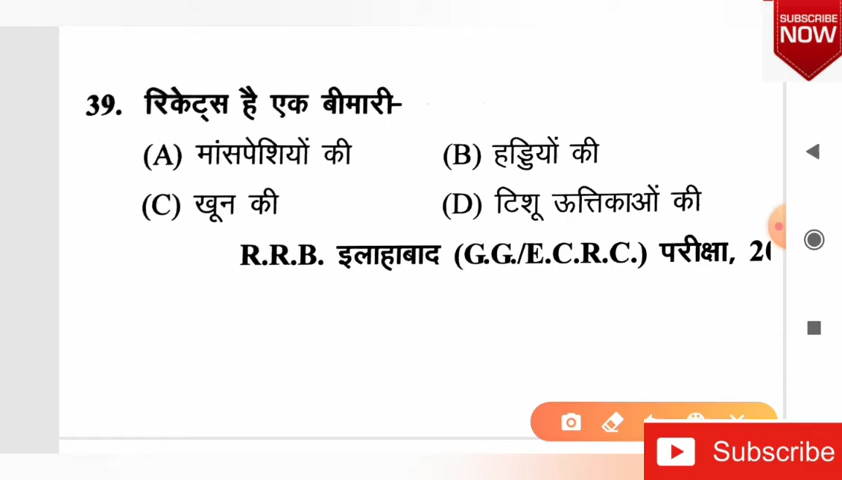 SUBSCRIBE
NOW
39. रिकेट्स है एक बीमारी-
(A) मांसपेशियों की (B) हड्डियों की
(C) खून की (D) टिशू ऊत्तिकाओं की
R.R.B. इलाहाबाद (G.G./E.C.R.C.) परीक्षा,
Subscribe